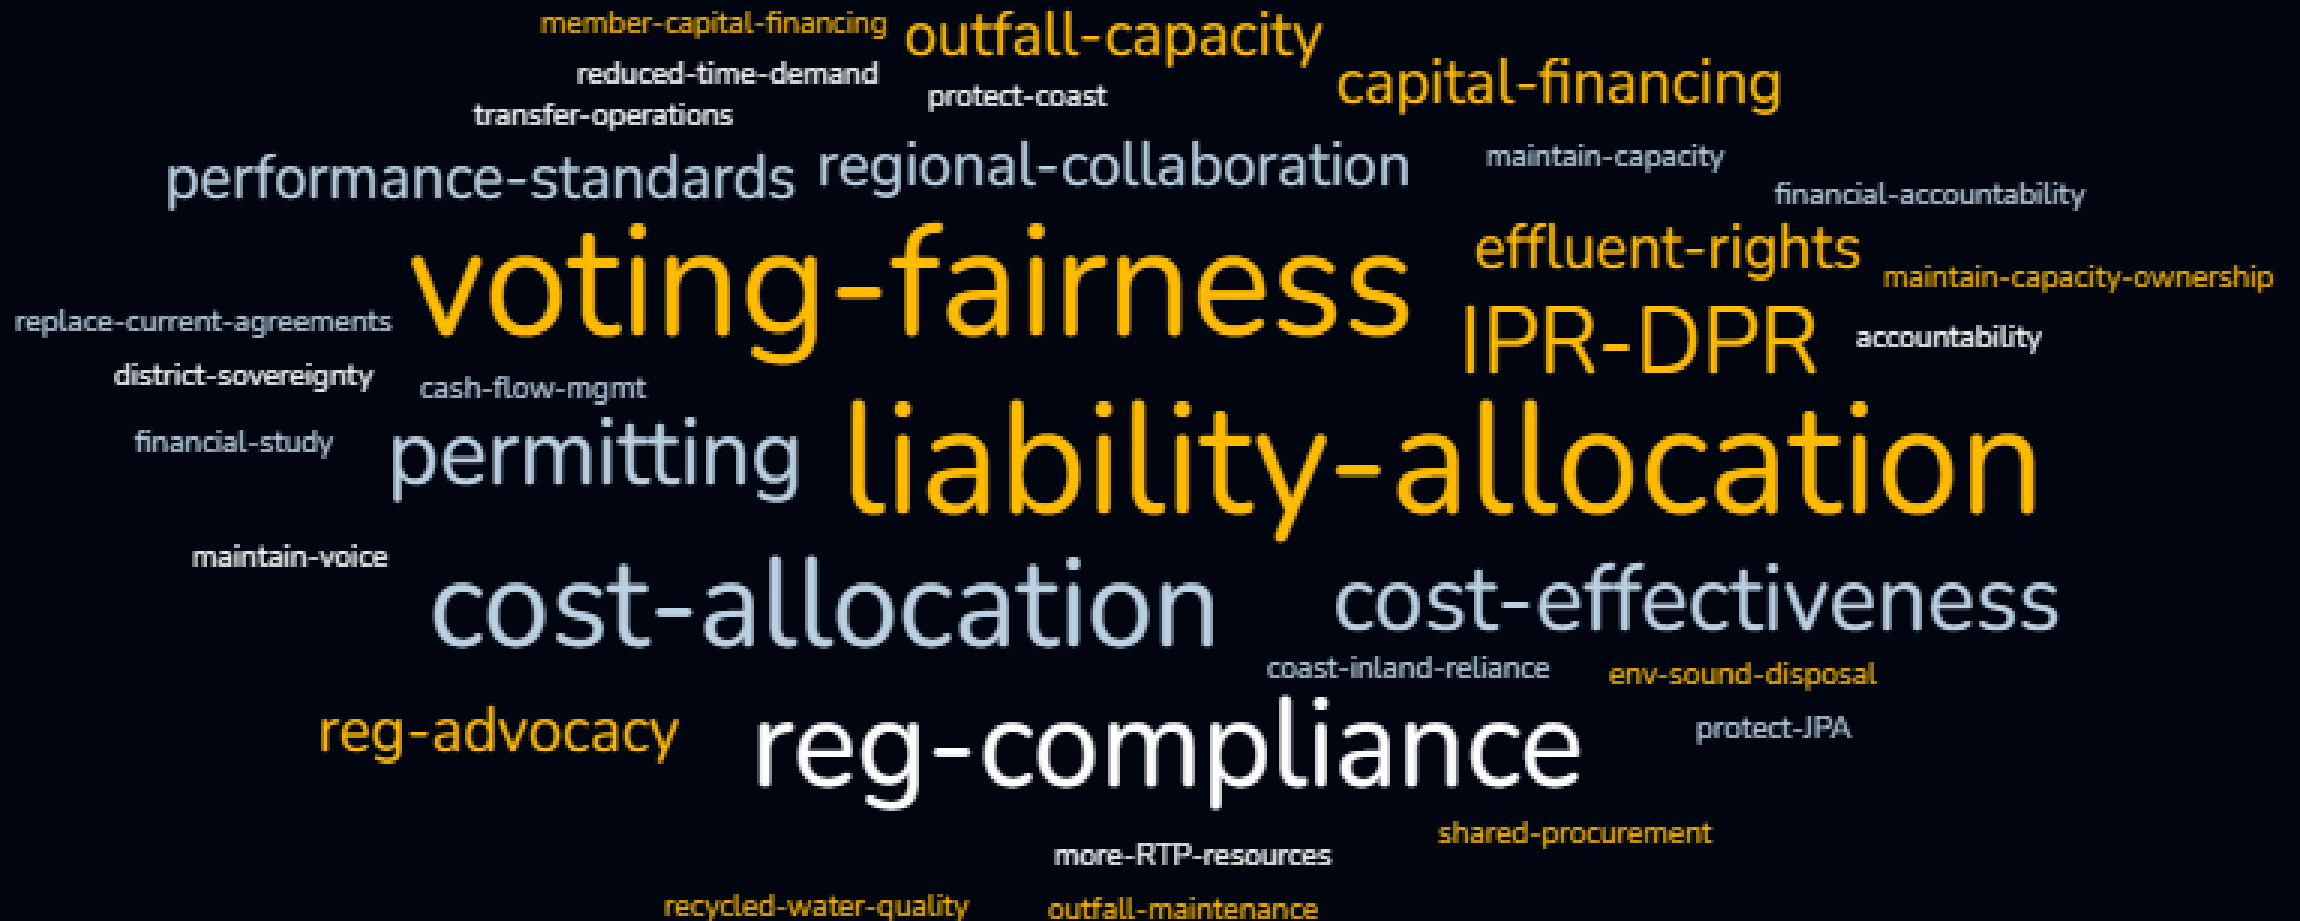 member-capital-financing
outfall-capacity
reduced-time-demand
capital-financing
protect-coast
transfer-operations
performance-standards
regional-collaboration
maintain-capacity
financial-accountability
voting-fairness
effluent-rights
maintain-capacity-ownership
replace-current-agreements
IPR-DPR
accountability
district-sovereignty
cash-flow-mgmt
financial-study
permitting
liability-allocation
maintain-voice
cost-allocation
cost-effectiveness
coast-inland-reliance
env-sound-disposal
reg-advocacy
reg-compliance
protect-JPA
shared-procurement
more-RTP-resources
recycled-water-quality
outfall-maintenance